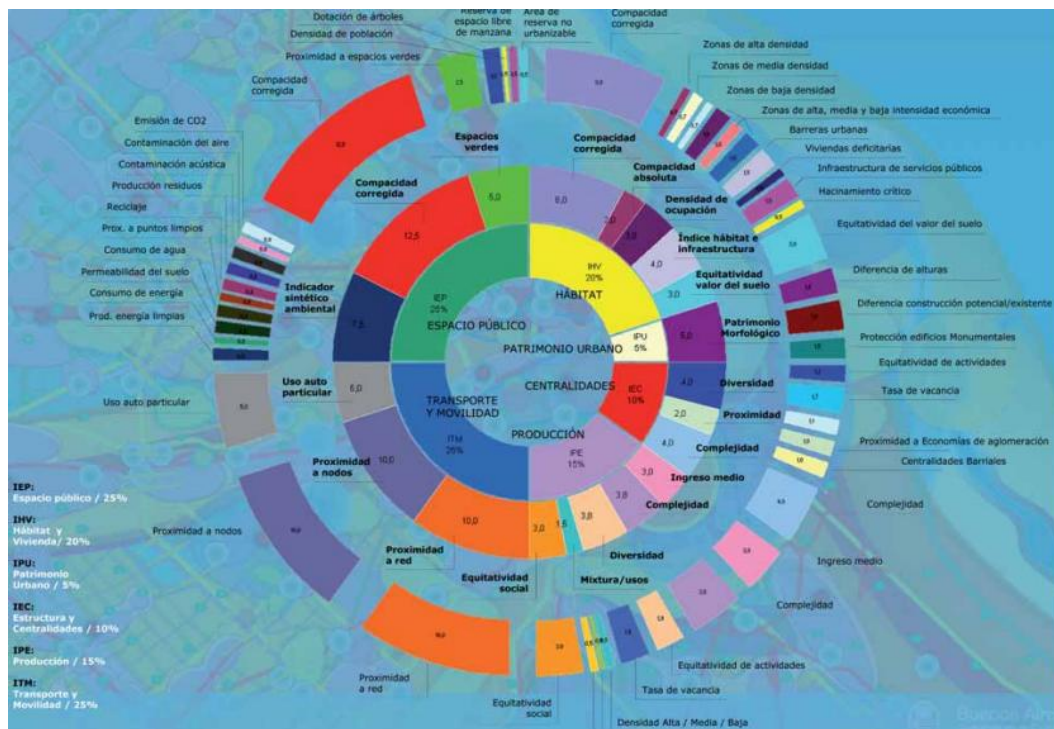 Dotación de árboles
Densidad de población
Proximidad a espacios verdes
Reserva de
espacio libre
de manzana
Area de
reserva no
urbanizable
Compacidad
corregida
Zonas de alta densidad
Zonas de media densidad
Zonas de baja densidad
Zonas de alta, media y baja intensidad económica
Barreras urbanas
Viviendas deficitarias
Infraestructura de servicios públicos
Hacinamiento crítico
Equitatividad del valor del suelo
Diferencia de alturas
Diferencia construcción potencial/existente
Protección edificios Monumentales
Equitatividad de actividades
Tasa de vacancia
Proximidad a Economías de aglomeración
Centralidades Barriales
Complejidad
Ingreso medio
Complejidad
Equitatividad de actividades
Tasa de vacancia
Densidad Alta / Media / Baja
Equitatividad
social
Proximidad
a red
Proximidad a nodos
Uso auto particular
Prod. energía limpias
Consumo de energía
Permeabilidad del suelo
Consumo de agua
Prox. a puntos limpios
Reciclaje
Producción residuos
Contaminación acústica
Contaminación del aire
Emisión de CO2
Compacidad
corregida
Espacios
verdes
Compacidad
corregida
Compacidad
absoluta
Densidad de
ocupación
Índice hábitat e
infraestructura
Equitatividad
valor del suelo
Patrimonio
Morfológico
Diversidad
Proximidad
Complejidad
Ingreso medio
Complejidad
Diversidad
Mixtura/usos
Equitatividad
social
Proximidad
a red
Proximidad
a nodos
Uso auto
particular
Indicador
sintético
ambiental
Compacidad
corregida
5,0
6,0
2,0
3,0
4,0
3,0
5,0
4,0
2,0
4,0
3,0
3,8
3,8
1,5
3,0
10,0
10,0
5,0
7,5
12,5
IHV
20%
HÁBITAT
IPU
5%
PATRIMONIO URBANO
CENTRALIDADES
IEC
10%
PRODUCCIÓN
IPE
15%
TRANSPORTE
Y MOVILIDAD
ITM
25%
IEP
25%
ESPACIO PÚBLICO
IEP:
Espacio público / 25%
IHV:
Hábitat y
Vivienda/ 20%
IPU:
Patrimonio
Urbano / 5%
IEC:
Estructura y
Centralidades / 10%
IPE:
Producción / 15%
ITM:
Transporte y
Movilidad / 25%
Buenos Aires